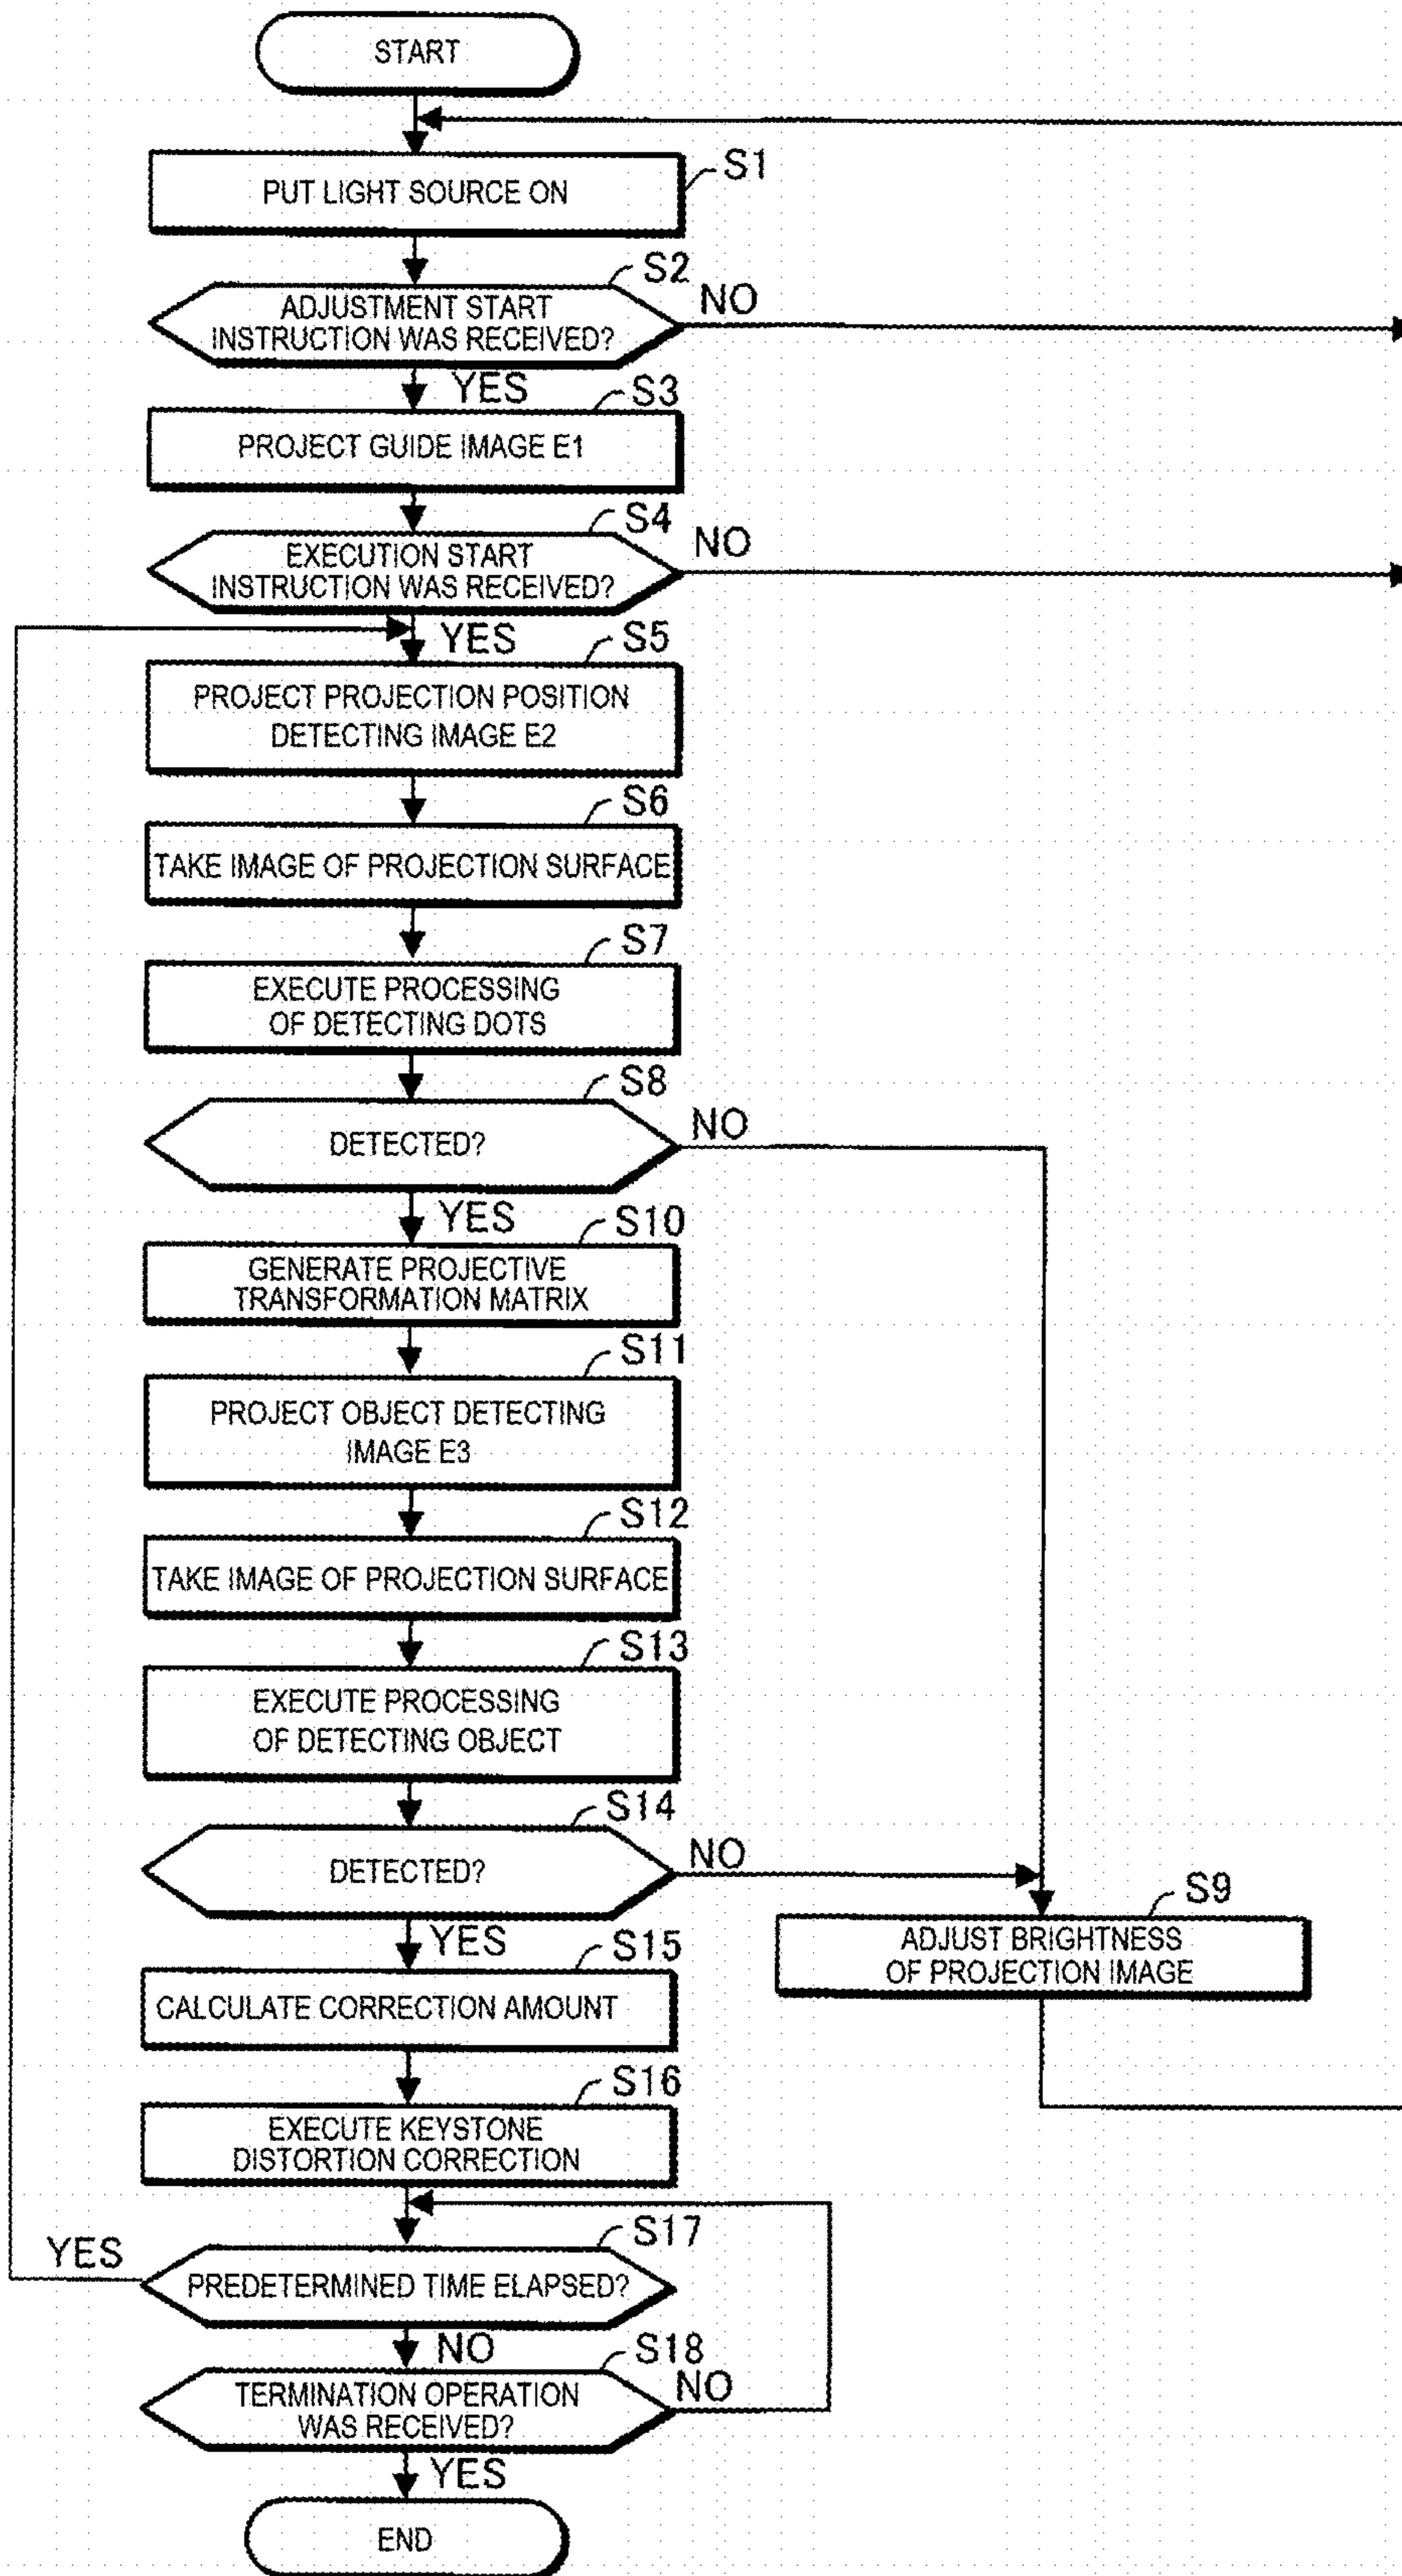 START
S1
PUT LIGHT SOURCE ON
S2
ADJUSTMENT START
INSTRUCTION WAS RECEIVED?
NO
YES
S3
PROJECT GUIDE IMAGE E1
S4
EXECUTION START
INSTRUCTION WAS RECEIVED?
NO
YES
S5
PROJECT PROJECTION POSITION
DETECTING IMAGE E2
S6
TAKE IMAGE OF PROJECTION SURFACE
S7
EXECUTE PROCESSING
OF DETECTING DOTS
S8
DETECTED?
NO
YES
S10
GENERATE PROJECTIVE
TRANSFORMATION MATRIX
S11
PROJECT OBJECT DETECTING
IMAGE E3
S12
TAKE IMAGE OF PROJECTION SURFACE
S13
EXECUTE PROCESSING
OF DETECTING OBJECT
S14
DETECTED?
NO
S9
ADJUST BRIGHTNESS
OF PROJECTION IMAGE
YES
S15
CALCULATE CORRECTION AMOUNT
S16
EXECUTE KEYSTONE
DISTORTION CORRECTION
S17
YES
PREDETERMINED TIME ELAPSED?
NO
S18
TERMINATION OPERATION
WAS RECEIVED?
NO
YES
END